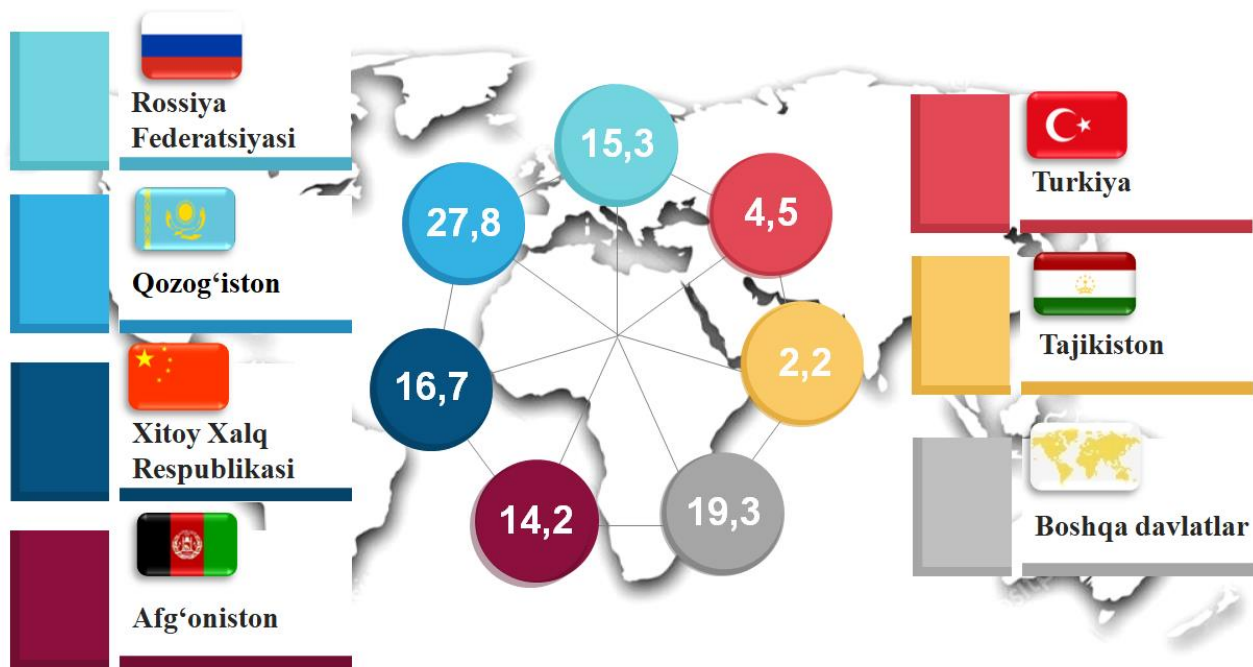 Rossiya
Federatsiyasi
Qozog‘iston
Xitoy Xalq
Respublikasi
Afg‘oniston
15,3
27,8
4,5
16,7
2,2
14,2
19,3
Turkiya
Tajikiston
Boshqa davlatlar